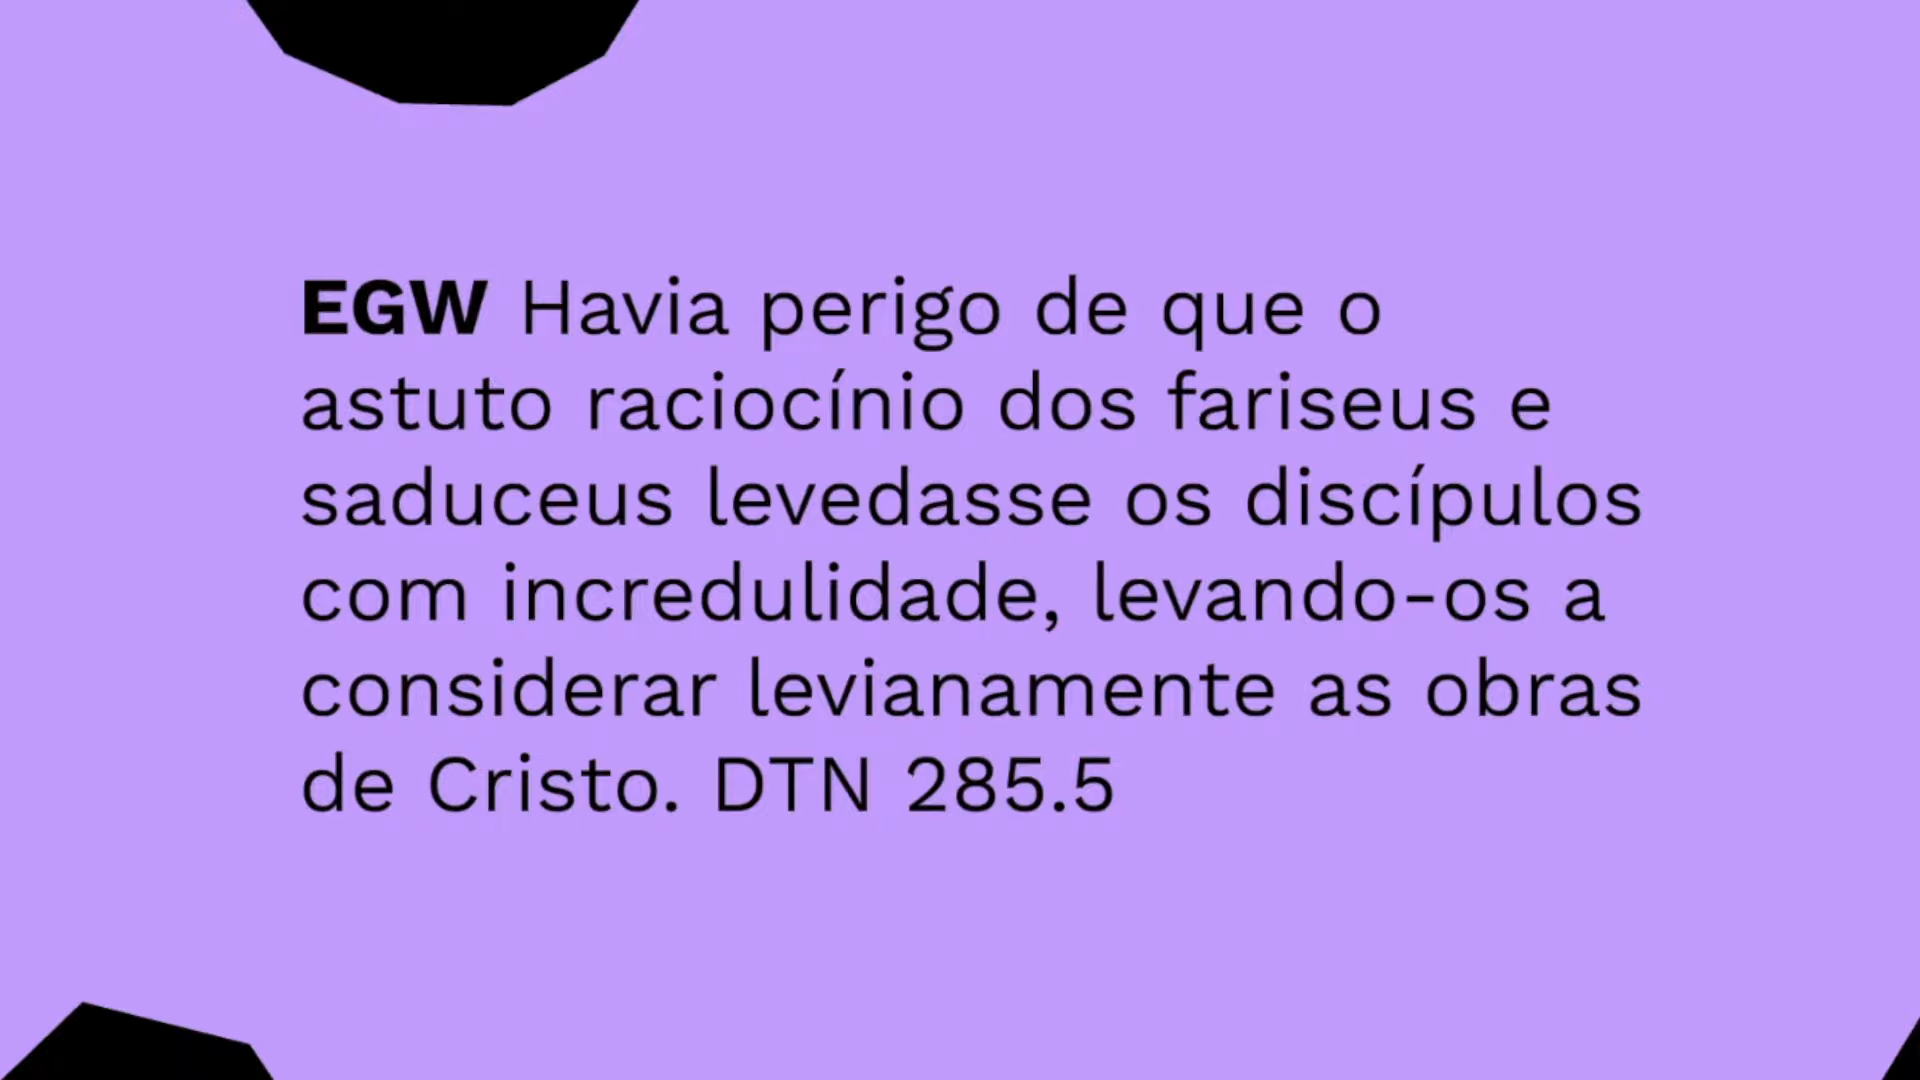 EGW Havia perigo de que o
astuto raciocínio dos fariseus e
saduceus levedasse os discípulos
com incredulidade, levando-os a
considerar levianamente as obras
de Cristo. DTN 285.5